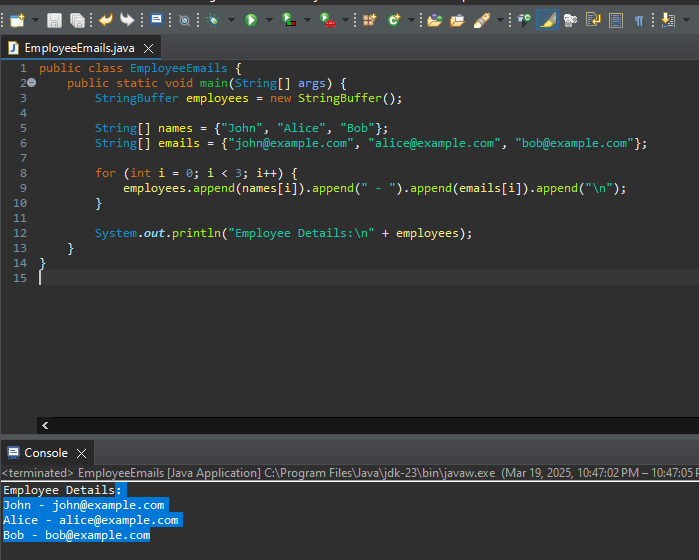 EmployeeEmails.java
1 public class EmployeeEmails {
2 public static void main(String[] args) {
3 StringBuffer employees = new StringBuffer();
4
5 String[] names = {"John", "Alice", "Bob"};
6 String[] emails = {"john@example.com", "alice@example.com", "bob@example.com"};
7
8 for (int i = 0; i < 3; i++) {
9 employees.append(names[i]).append(" - ").append(emails[i]).append("\n");
10 }
11
12 System.out.println("Employee Details:\n" + employees);
13 }
14 }
15
Console
<terminated> EmployeeEmails [Java Application] C:\Program Files\Java\jdk-23\bin\javaw.exe (Mar 19, 2025, 10:47:02 PM – 10:47:05 P
Employee Details:
John - john@example.com
Alice - alice@example.com
Bob - bob@example.com